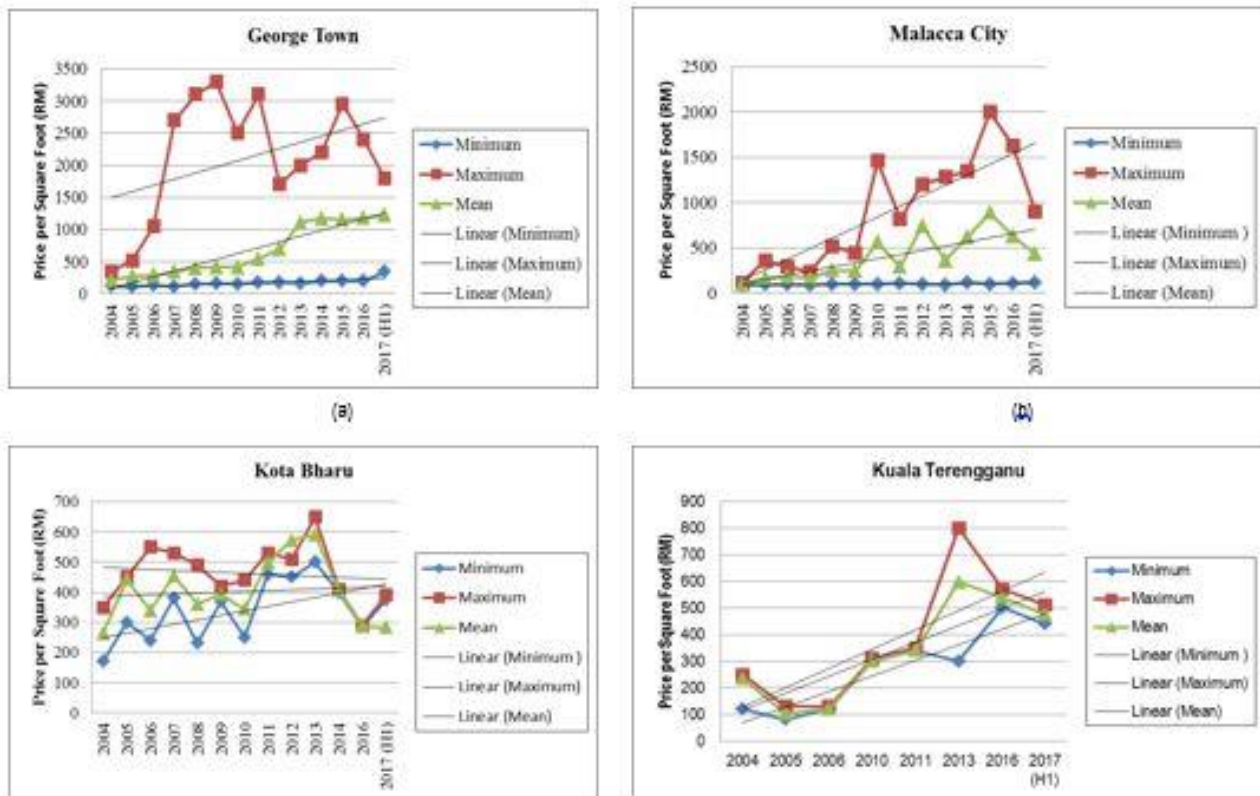 George Town
Price per Square Foot (RM)
3500
3000
2500
2000
1500
1000
500
0
2004
2005
2006
2007
2008
2009
2010
2011
2012
2013
2014
2015
2016
2017 (H1)
Minimum
Maximum
Mean
Linear (Minimum)
Linear (Maximum)
Linear (Mean)
(a)
Malacca City
Price per Square Foot (RM)
2500
2000
1500
1000
500
0
2004
2005
2006
2007
2008
2009
2010
2011
2012
2013
2014
2015
2016
2017 (H1)
Minimum
Maximum
Mean
Linear (Minimum )
Linear (Maximum)
Linear (Mean)
(b)
Kota Bharu
Price per Square Foot (RM)
700
600
500
400
300
200
100
0
2004
2005
2006
2007
2008
2009
2010
2011
2012
2013
2014
2016
2017 (H1)
Minimum
Maximum
Mean
Linear (Minimum )
Linear (Maximum)
Linear (Mean)
Kuala Terengganu
Price per Square Foot (RM)
900
800
700
600
500
400
300
200
100
0
2004
2005
2010
2011
2013
2016
2017
(H1)
Minimum
Maximum
Mean
Linear (Minimum )
Linear (Maximum)
Linear (Mean)